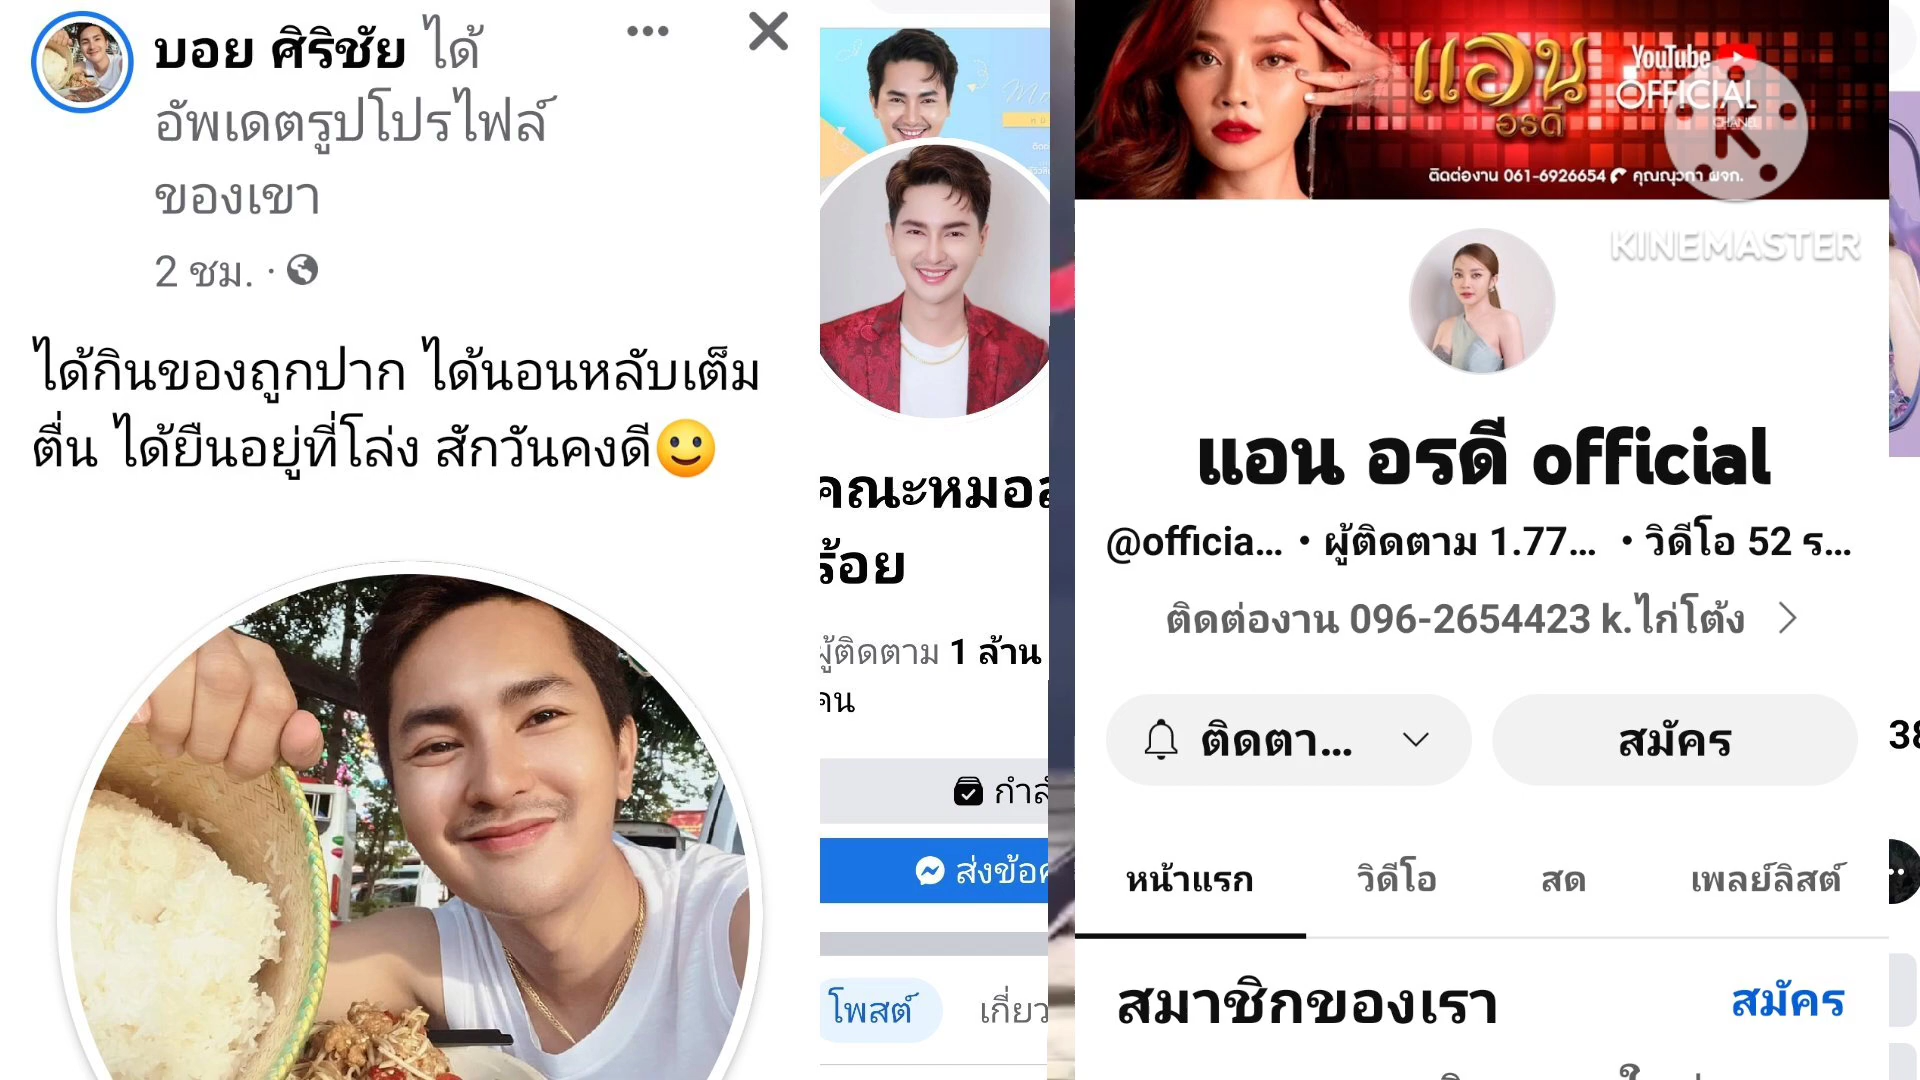 บอย ศิริชัย ได้
อัพเดตรูปโปรไฟล์
ของเขา
2 ชม. ·
ได้กินของถูกปาก ได้นอนหลับเต็ม
ตื่น ได้ยืนอยู่ที่โล่ง สักวันคงดี🙂
คณะหมอล
ร้อย
ผู้ติดตาม 1 ล้าน
คน
กำลั
ส่งข้อค
โพสต์ เกี่ยว
แอน
อรดี
YouTube
OFFICIAL
CHANEL
ติดต่องาน 061-6926654 คุณณุวกา ผจก.
KINEMASTER
แอน อรดี official
@officia... • ผู้ติดตาม 1.77... • วิดีโอ 52 ร...
ติดต่องาน 096-2654423 k.ไก่โต้ง
ติดตา... สมัคร
หน้าแรก วิดีโอ สด เพลย์ลิสต์
สมาชิกของเรา สมัคร
38